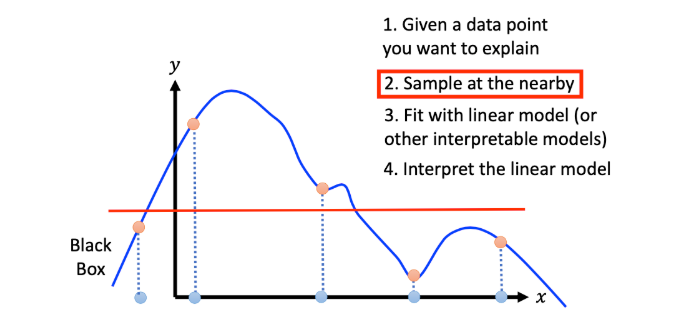 1. Given a data point
you want to explain
2. Sample at the nearby
3. Fit with linear model (or
other interpretable models)
4. Interpret the linear model
y
Black
Box
x